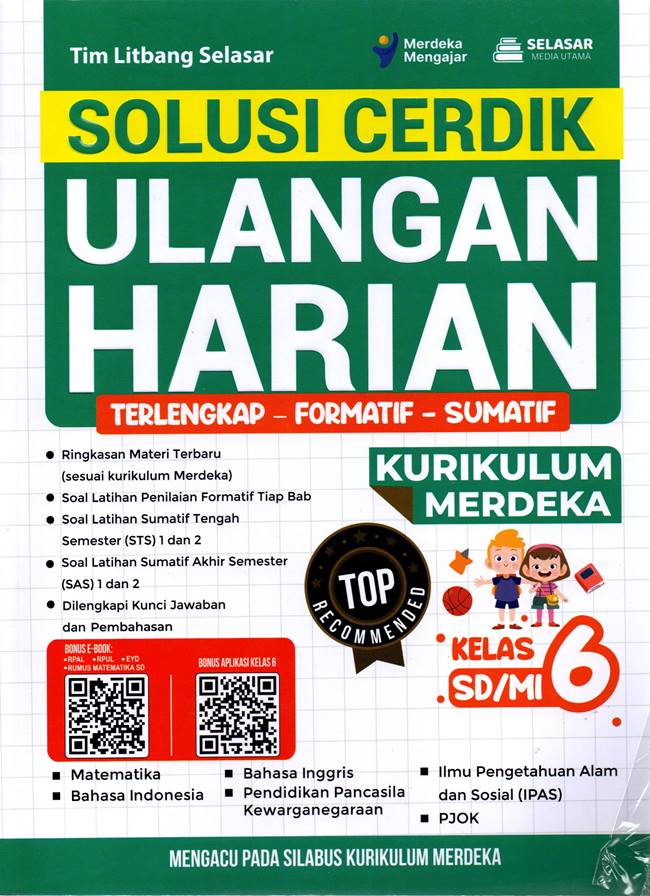 Tim Litbang Selasar
Merdeka
Mengajar
SELASAR
MEDIA UTAMA
SOLUSI CERDIK
ULANGAN
HARIAN
TERLENGKAP – FORMATIF – SUMATIF
• Ringkasan Materi Terbaru
(sesuai kurikulum Merdeka)
• Soal Latihan Penilaian Formatif Tiap Bab
• Soal Latihan Sumatif Tengah
Semester (STS) 1 dan 2
• Soal Latihan Sumatif Akhir Semester
(SAS) 1 dan 2
• Dilengkapi Kunci Jawaban
dan Pembahasan
KURIKULUM
MERDEKA
TOP
RECOMMENDED
KELAS
SD/MI
6
BONUS E-BOOK:
•RPAL •RPUL •EYD
•RUMUS MATEMATIKA SD
BONUS APLIKASI KELAS 6
▪ Matematika
▪ Bahasa Indonesia
▪ Bahasa Inggris
▪ Pendidikan Pancasila
Kewarganegaraan
▪ Ilmu Pengetahuan Alam
dan Sosial (IPAS)
▪ PJOK
MENGACU PADA SILABUS KURIKULUM MERDEKA